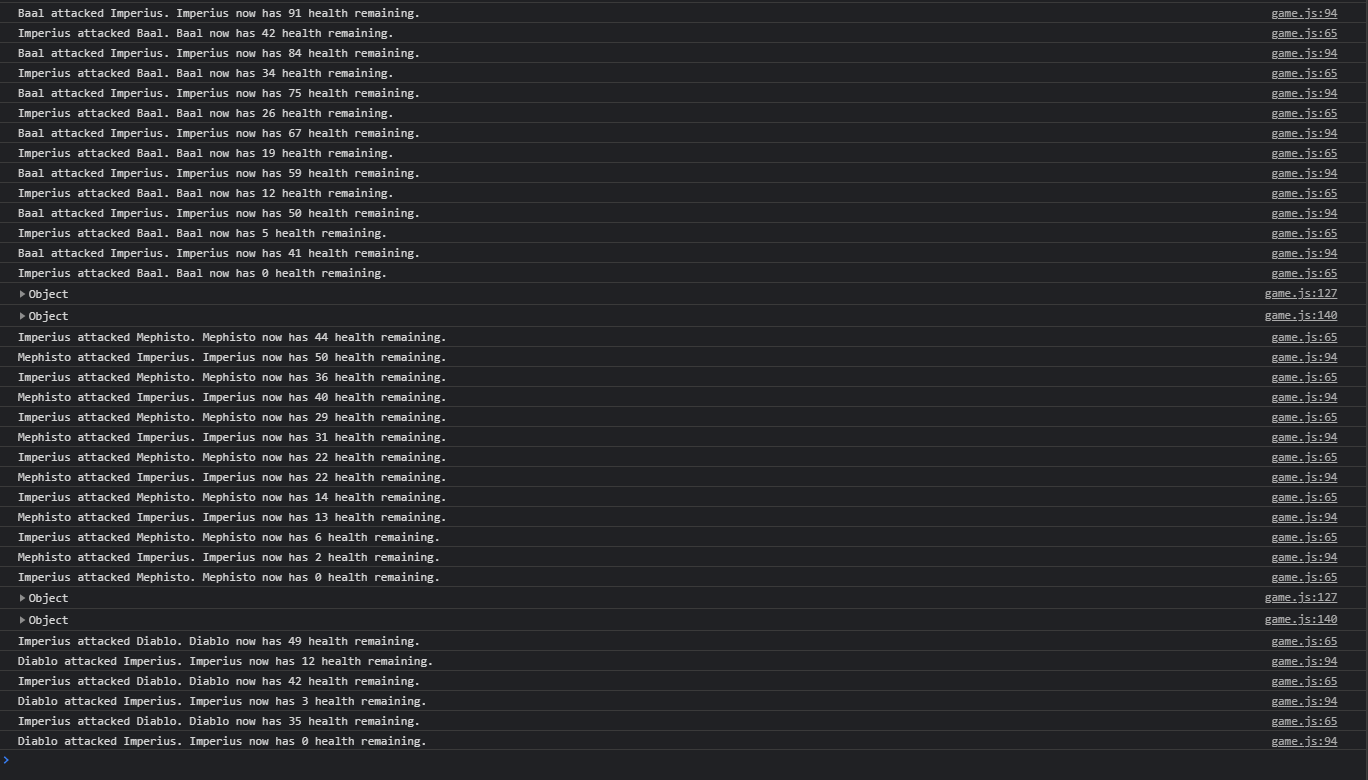 Baal attacked Imperius. Imperius now has 91 health remaining. game.js:94
Imperius attacked Baal. Baal now has 42 health remaining. game.js:65
Baal attacked Imperius. Imperius now has 84 health remaining. game.js:94
Imperius attacked Baal. Baal now has 34 health remaining. game.js:65
Baal attacked Imperius. Imperius now has 75 health remaining. game.js:94
Imperius attacked Baal. Baal now has 26 health remaining. game.js:65
Baal attacked Imperius. Imperius now has 67 health remaining. game.js:94
Imperius attacked Baal. Baal now has 19 health remaining. game.js:65
Baal attacked Imperius. Imperius now has 59 health remaining. game.js:94
Imperius attacked Baal. Baal now has 12 health remaining. game.js:65
Baal attacked Imperius. Imperius now has 50 health remaining. game.js:94
Imperius attacked Baal. Baal now has 5 health remaining. game.js:65
Baal attacked Imperius. Imperius now has 41 health remaining. game.js:94
Imperius attacked Baal. Baal now has 0 health remaining. game.js:65
Object game.js:127
Object game.js:140
Imperius attacked Mephisto. Mephisto now has 44 health remaining. game.js:65
Mephisto attacked Imperius. Imperius now has 50 health remaining. game.js:94
Imperius attacked Mephisto. Mephisto now has 36 health remaining. game.js:65
Mephisto attacked Imperius. Imperius now has 40 health remaining. game.js:94
Imperius attacked Mephisto. Mephisto now has 29 health remaining. game.js:65
Mephisto attacked Imperius. Imperius now has 31 health remaining. game.js:94
Imperius attacked Mephisto. Mephisto now has 22 health remaining. game.js:65
Mephisto attacked Imperius. Imperius now has 22 health remaining. game.js:94
Imperius attacked Mephisto. Mephisto now has 14 health remaining. game.js:65
Mephisto attacked Imperius. Imperius now has 13 health remaining. game.js:94
Imperius attacked Mephisto. Mephisto now has 6 health remaining. game.js:65
Mephisto attacked Imperius. Imperius now has 2 health remaining. game.js:94
Imperius attacked Mephisto. Mephisto now has 0 health remaining. game.js:65
Object game.js:127
Object game.js:140
Imperius attacked Diablo. Diablo now has 49 health remaining. game.js:65
Diablo attacked Imperius. Imperius now has 12 health remaining. game.js:94
Imperius attacked Diablo. Diablo now has 42 health remaining. game.js:65
Diablo attacked Imperius. Imperius now has 3 health remaining. game.js:94
Imperius attacked Diablo. Diablo now has 35 health remaining. game.js:65
Diablo attacked Imperius. Imperius now has 0 health remaining. game.js:94